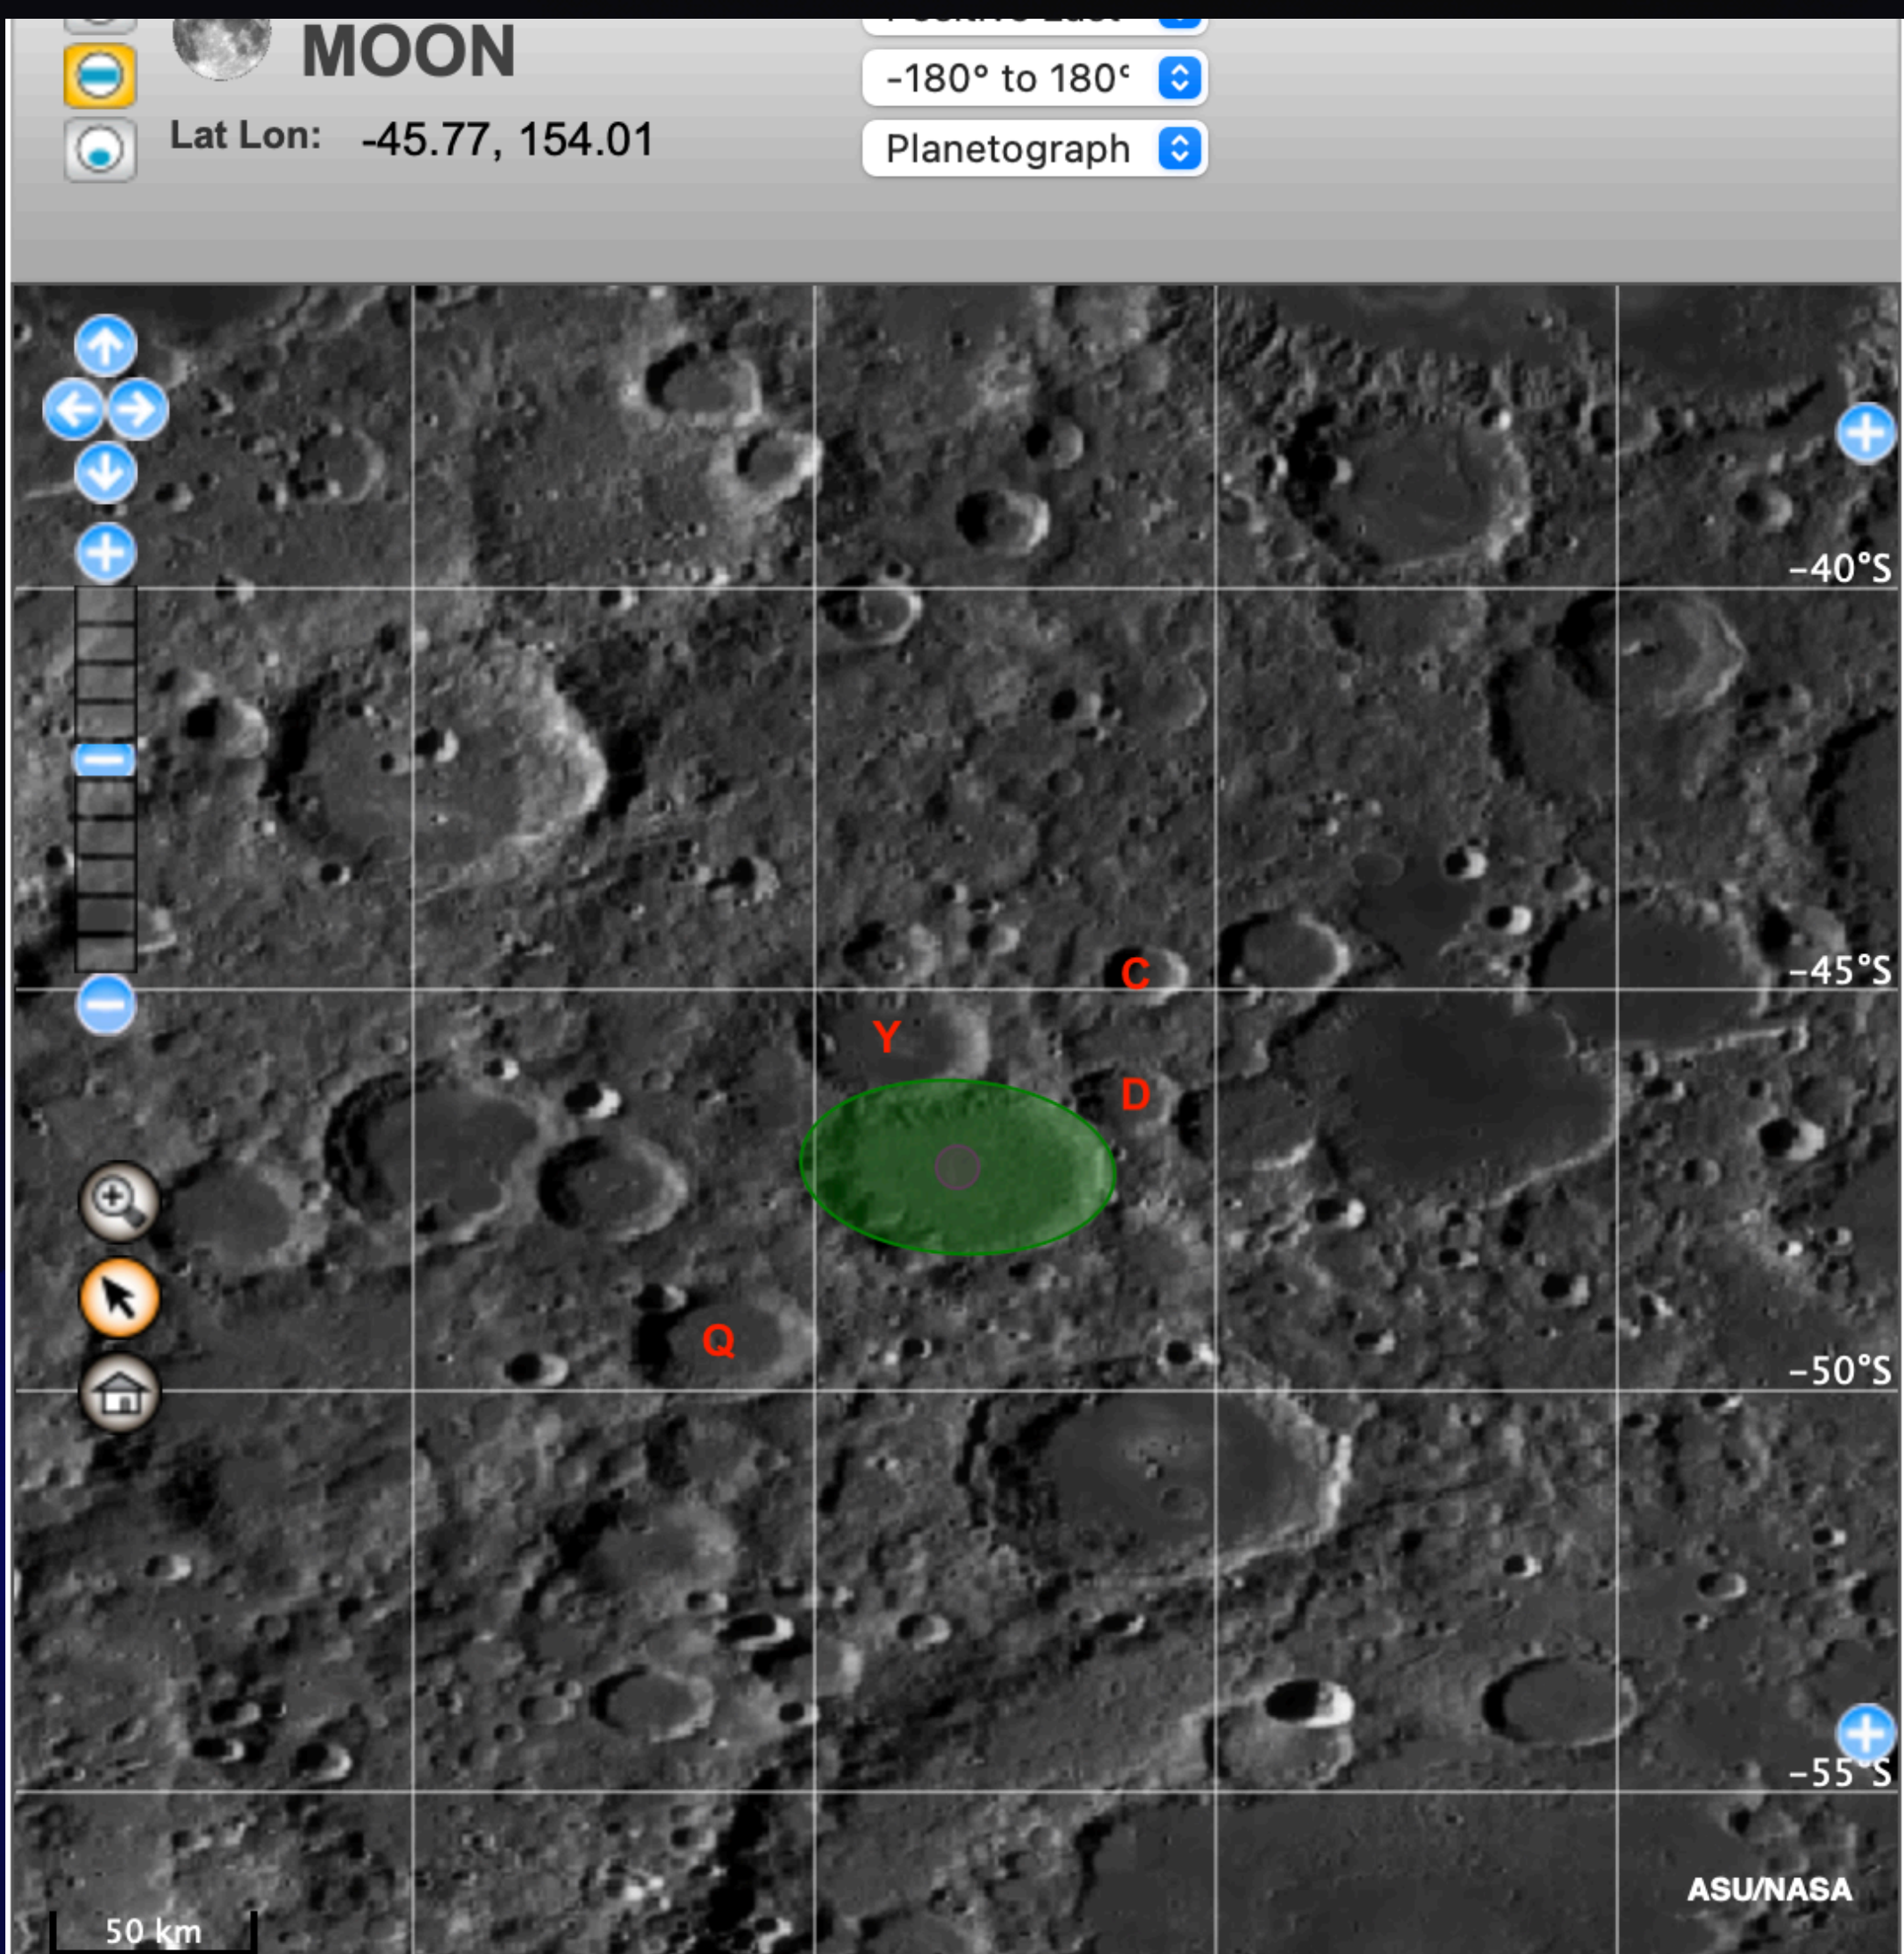 MOON
-180° to 180°
Lat Lon: -45.77, 154.01
Planetograph
-40°S
C
-45°S
Y
D
Q
-50°S
-55°S
ASU/NASA
50 km